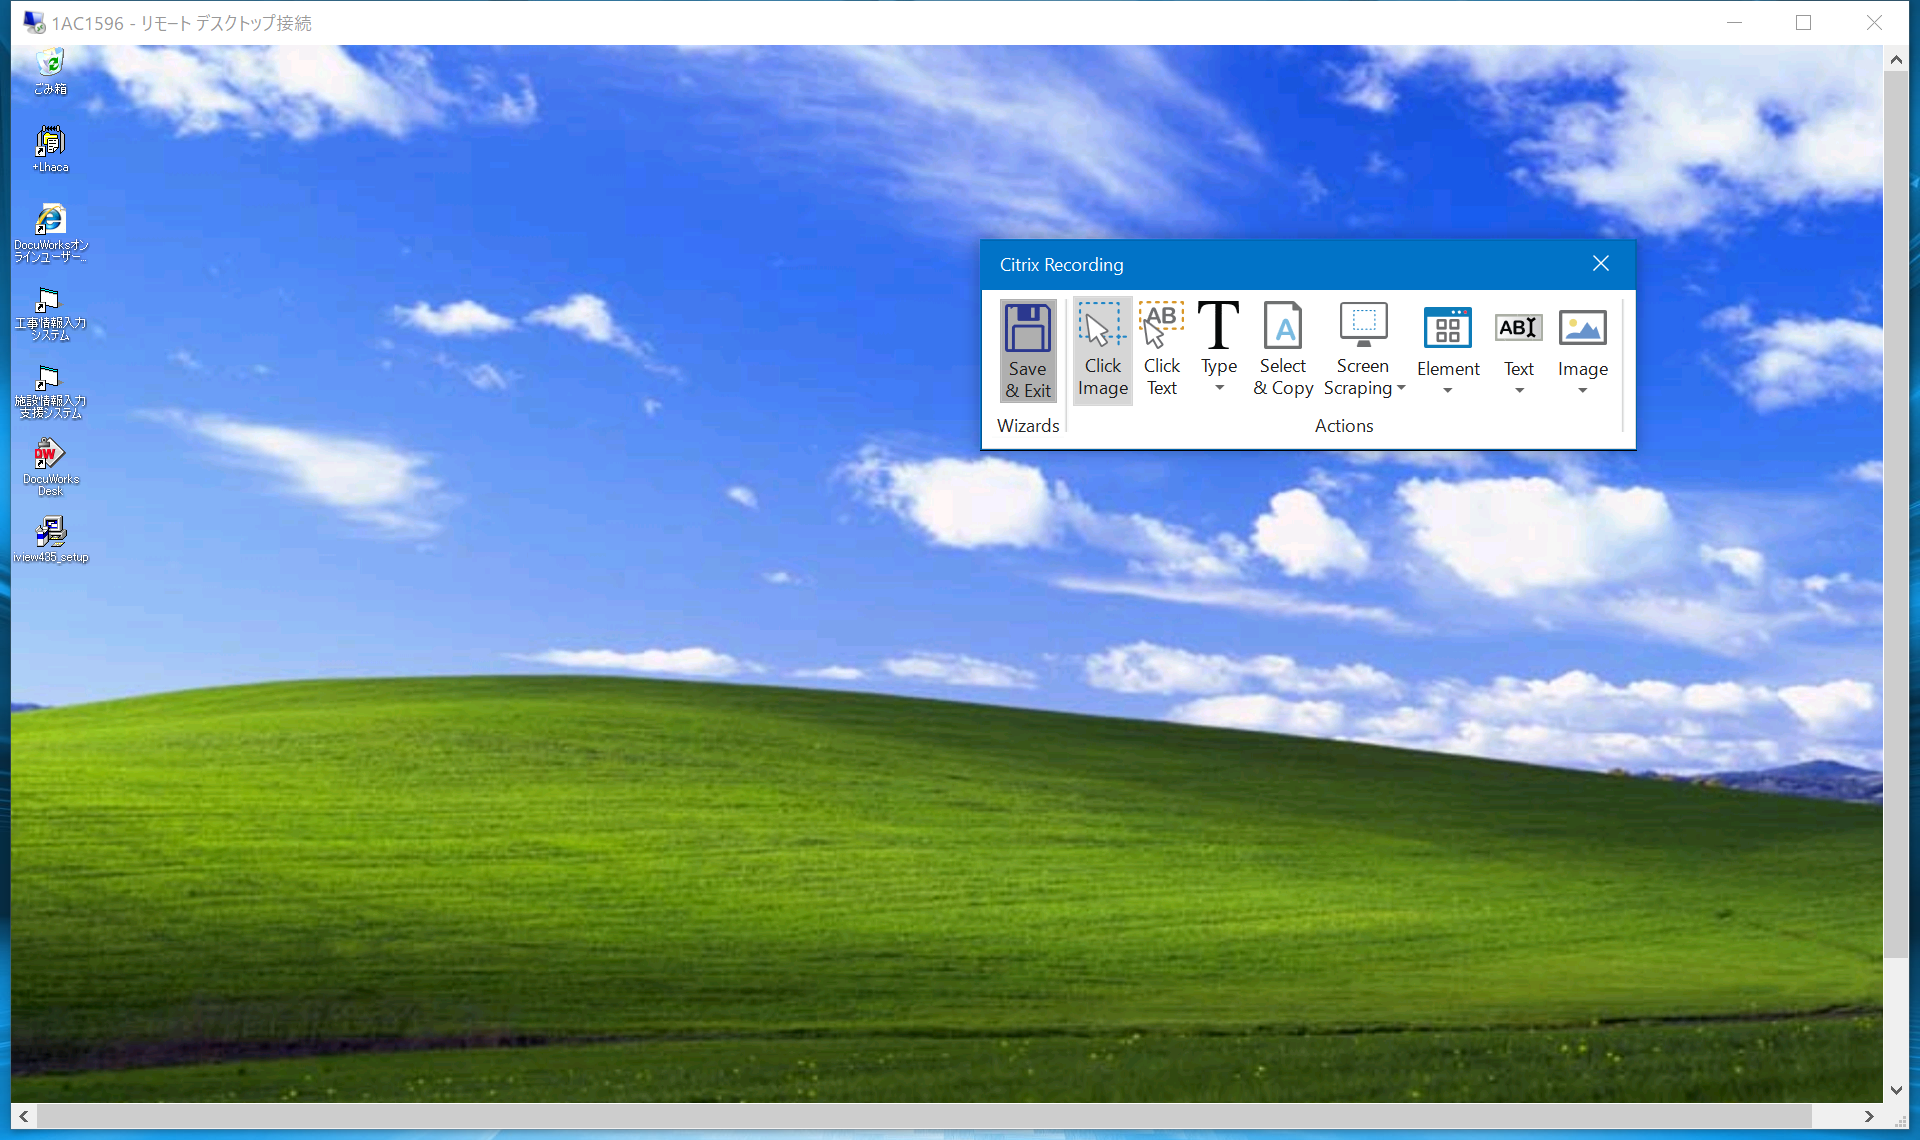 1AC1596 - リモート デスクトップ接続
ごみ箱
+Lhaca
DocuWorksオン
ラインユーザー...
工事情報入力
システム
施設情報入力
支援システム
DW
DocuWorks
Desk
iview435_setup
Citrix Recording
Save
& Exit
Click
Image
AB
Click
Text
Type
A
Select
& Copy
Screen
Scraping
Element
ABI
Text
Image
Wizards
Actions